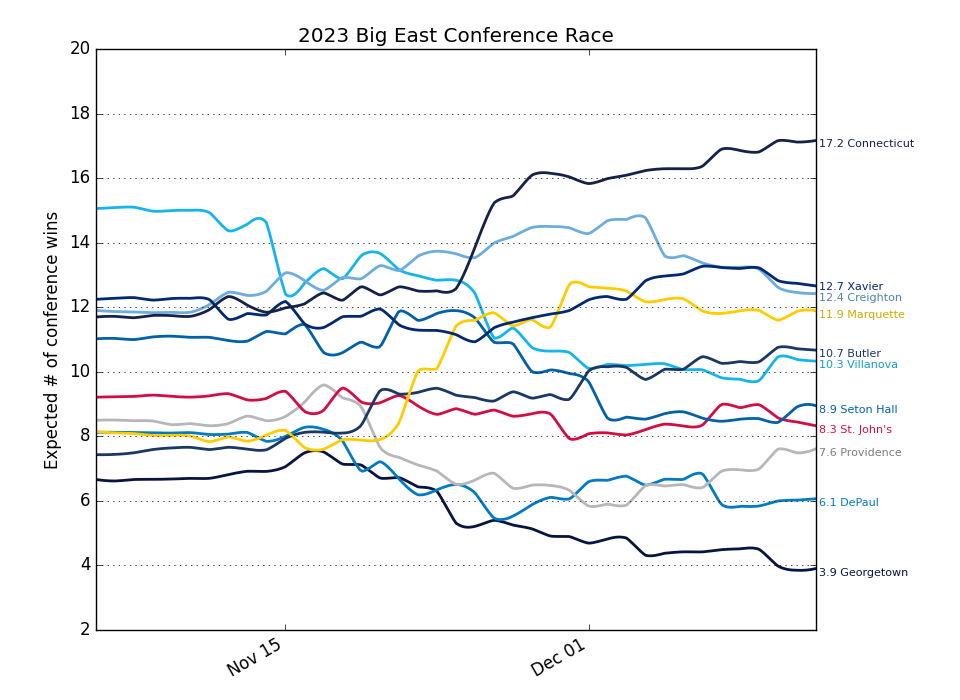 2023 Big East Conference Race
Expected # of conference wins
20
18
16
14
12
10
8
6
4
2
17.2 Connecticut
12.7 Xavier
12.4 Creighton
11.9 Marquette
10.7 Butler
10.3 Villanova
8.9 Seton Hall
8.3 St. John's
7.6 Providence
6.1 DePaul
3.9 Georgetown
Nov 15
Dec 01